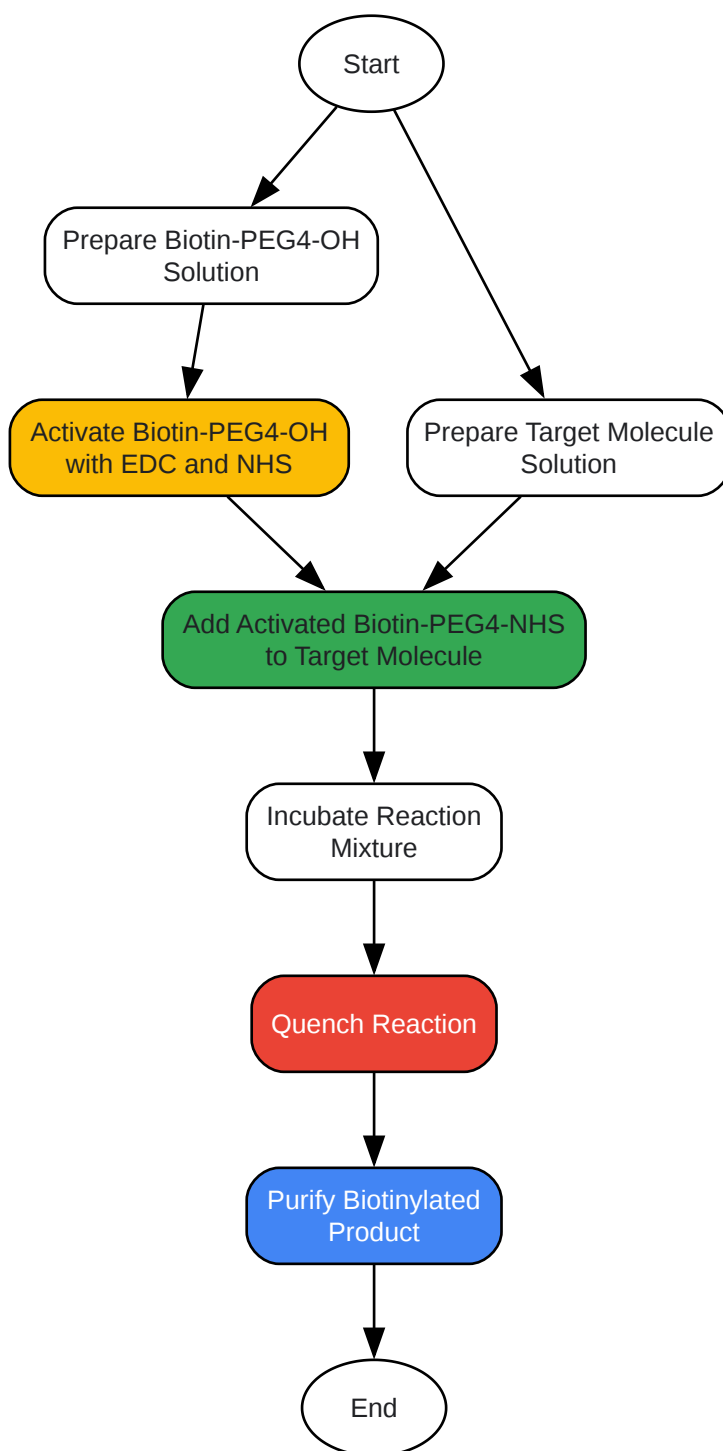 Start
Prepare Biotin-PEG4-OH
Solution
Activate Biotin-PEG4-OH
with EDC and NHS
Prepare Target Molecule
Solution
Add Activated Biotin-PEG4-NHS
to Target Molecule
Incubate Reaction
Mixture
Quench Reaction
Purify Biotinylated
Product
End